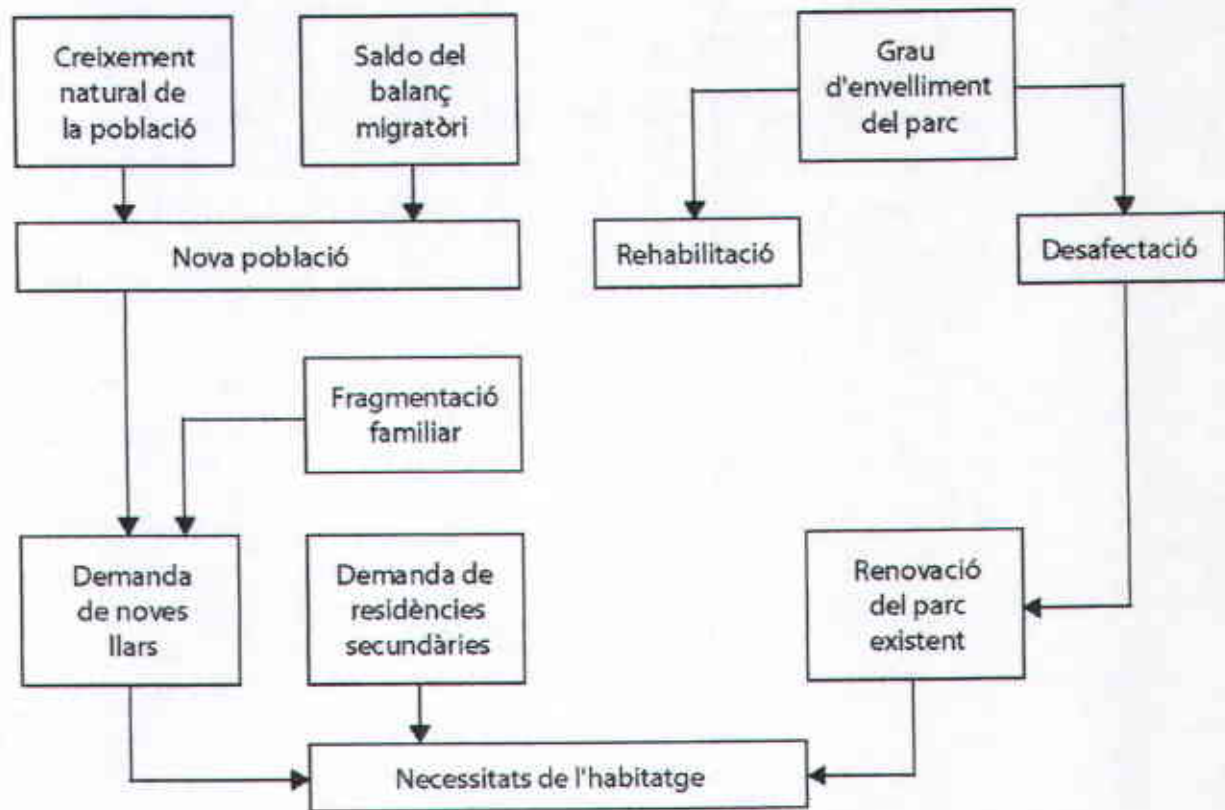 Creixement
natural de
la població
Saldo del
balanç
migratòri
Grau
d'envelliment
del parc
Nova població
Rehabilitació
Desafectació
Fragmentació
familiar
Demanda
de noves
llars
Demanda de
residències
secundàries
Renovació
del parc
existent
Necessitats de l'habitatge